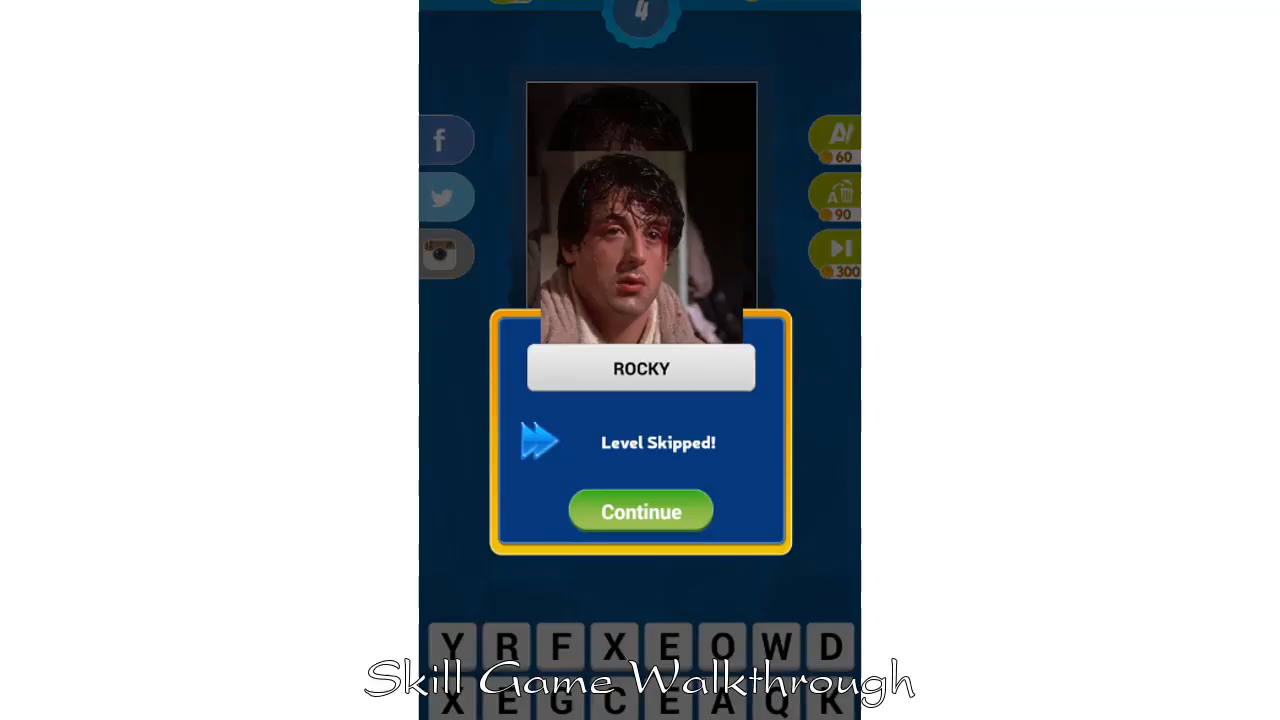 4
f
A
60
A
90
300
ROCKY
Level Skipped!
Continue
Y R F X E O W D
X E G C E A Q K
Skill Game Walkthrough